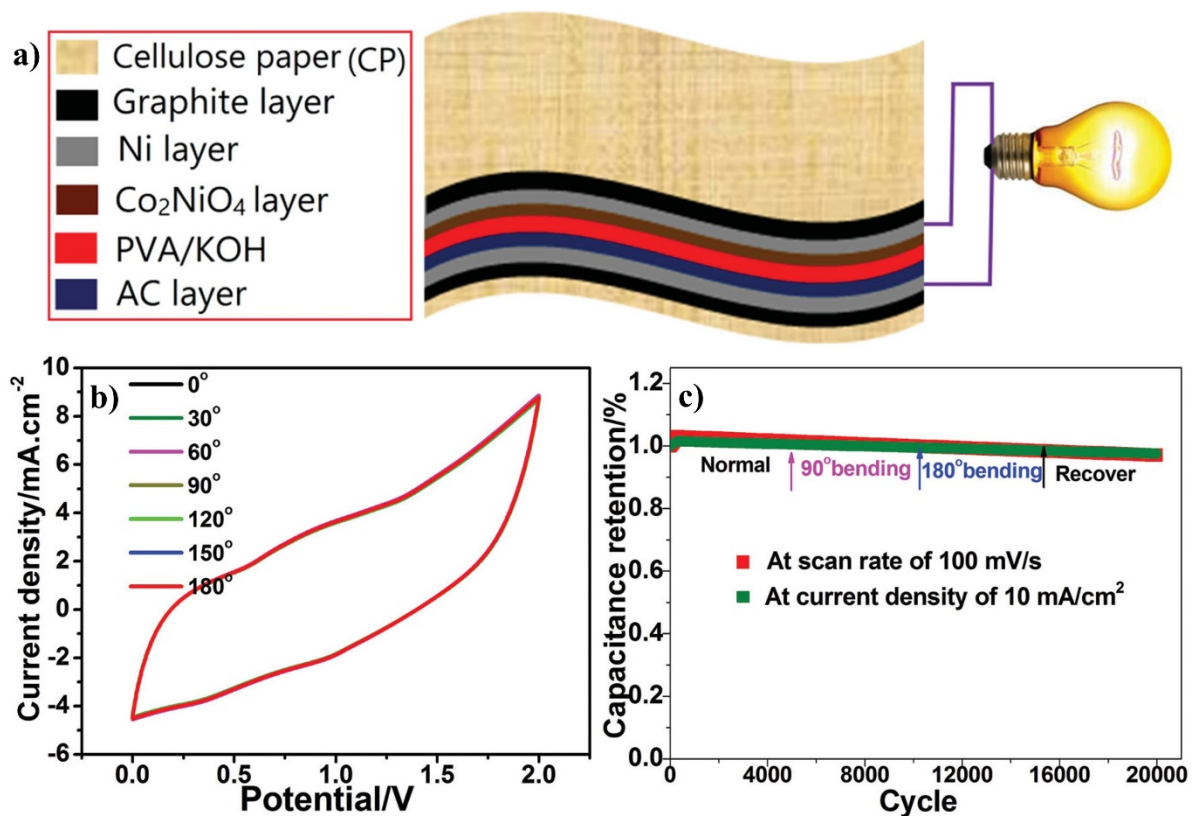 a)
Cellulose paper (CP)
Graphite layer
Ni layer
Co₂NiO₄ layer
PVA/KOH
AC layer
b)
Current density/mA.cm⁻²
10
8
6
4
2
0
-2
-4
-6
0°
30°
60°
90°
120°
150°
180°
0.0 0.5 1.0 1.5 2.0
Potential/V
c)
Capacitance retention/%
1.2
1.0
0.8
0.6
0.4
0.2
0.0
Normal 90°bending 180°bending Recover
At scan rate of 100 mV/s
At current density of 10 mA/cm²
0 4000 8000 12000 16000 20000
Cycle